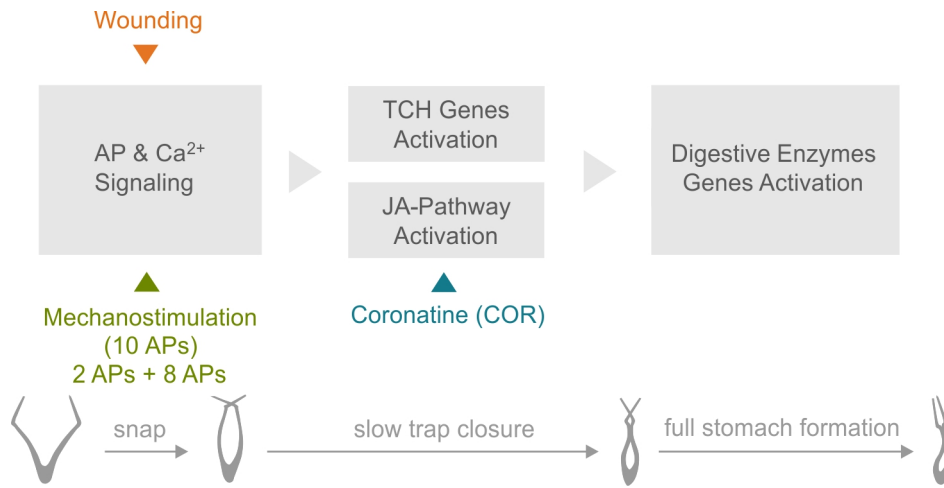 Wounding
AP & Ca²⁺
Signaling
TCH Genes
Activation
JA-Pathway
Activation
Digestive Enzymes
Genes Activation
Mechanostimulation
(10 APs)
2 APs + 8 APs
Coronatine (COR)
snap
slow trap closure
full stomach formation